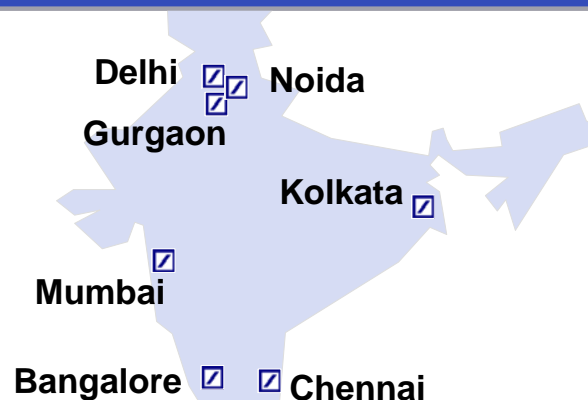 Delhi
Noida
Gurgaon
Kolkata
Mumbai
Bangalore
Chennai